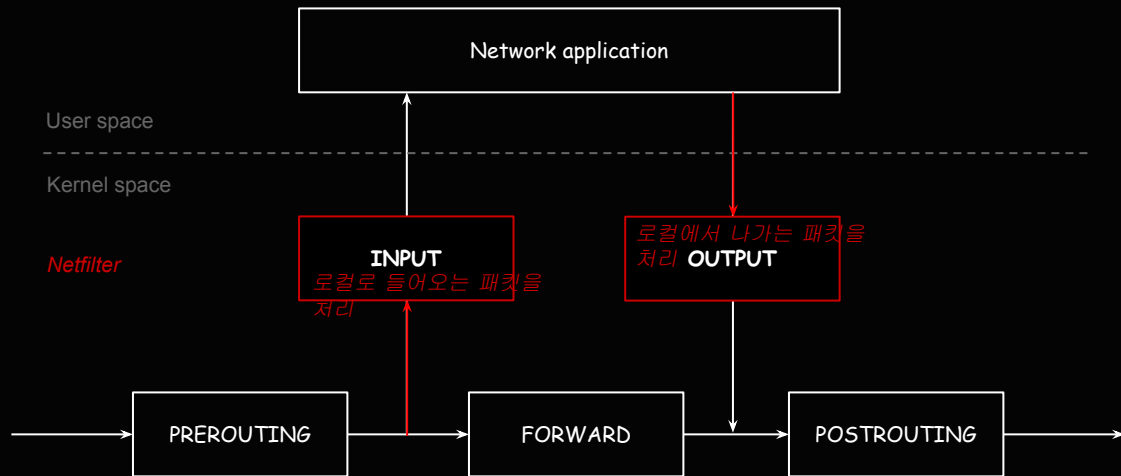 Network application
User space
Kernel space
Netfilter
INPUT
로컬로 들어오는 패킷을
처리
로컬에서 나가는 패킷을
처리 OUTPUT
PREROUTING
FORWARD
POSTROUTING